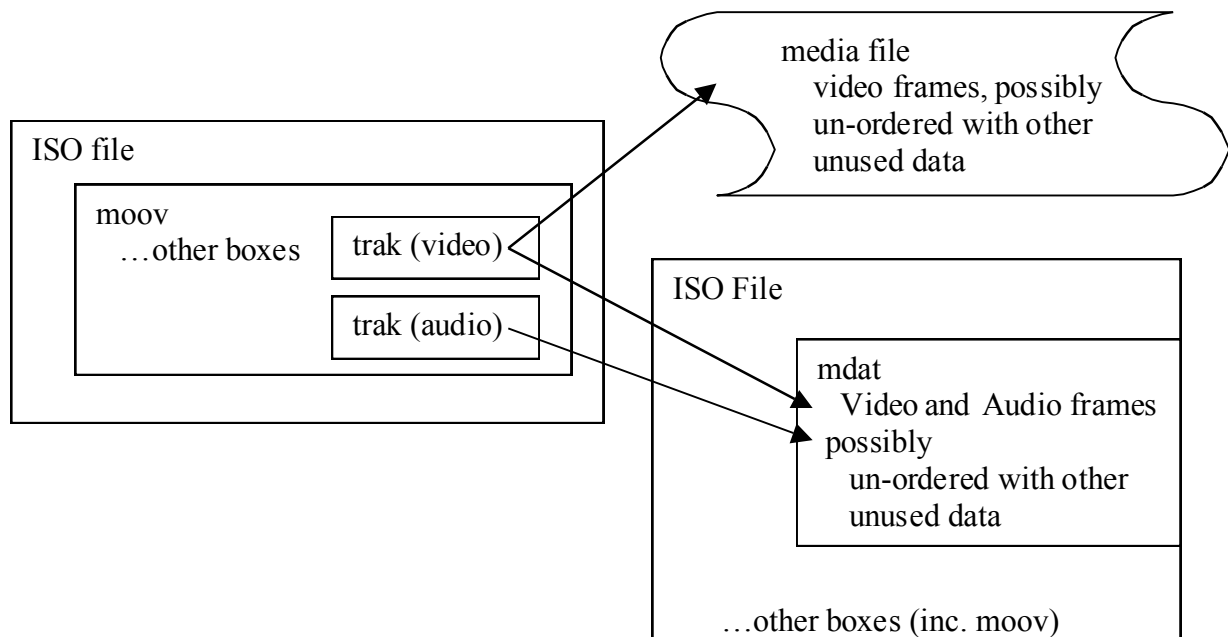 media file
video frames, possibly
un-ordered with other
unused data
ISO file
moov
…other boxes
trak (video)
trak (audio)
ISO File
mdat
Video and Audio frames
possibly
un-ordered with other
unused data
…other boxes (inc. moov)